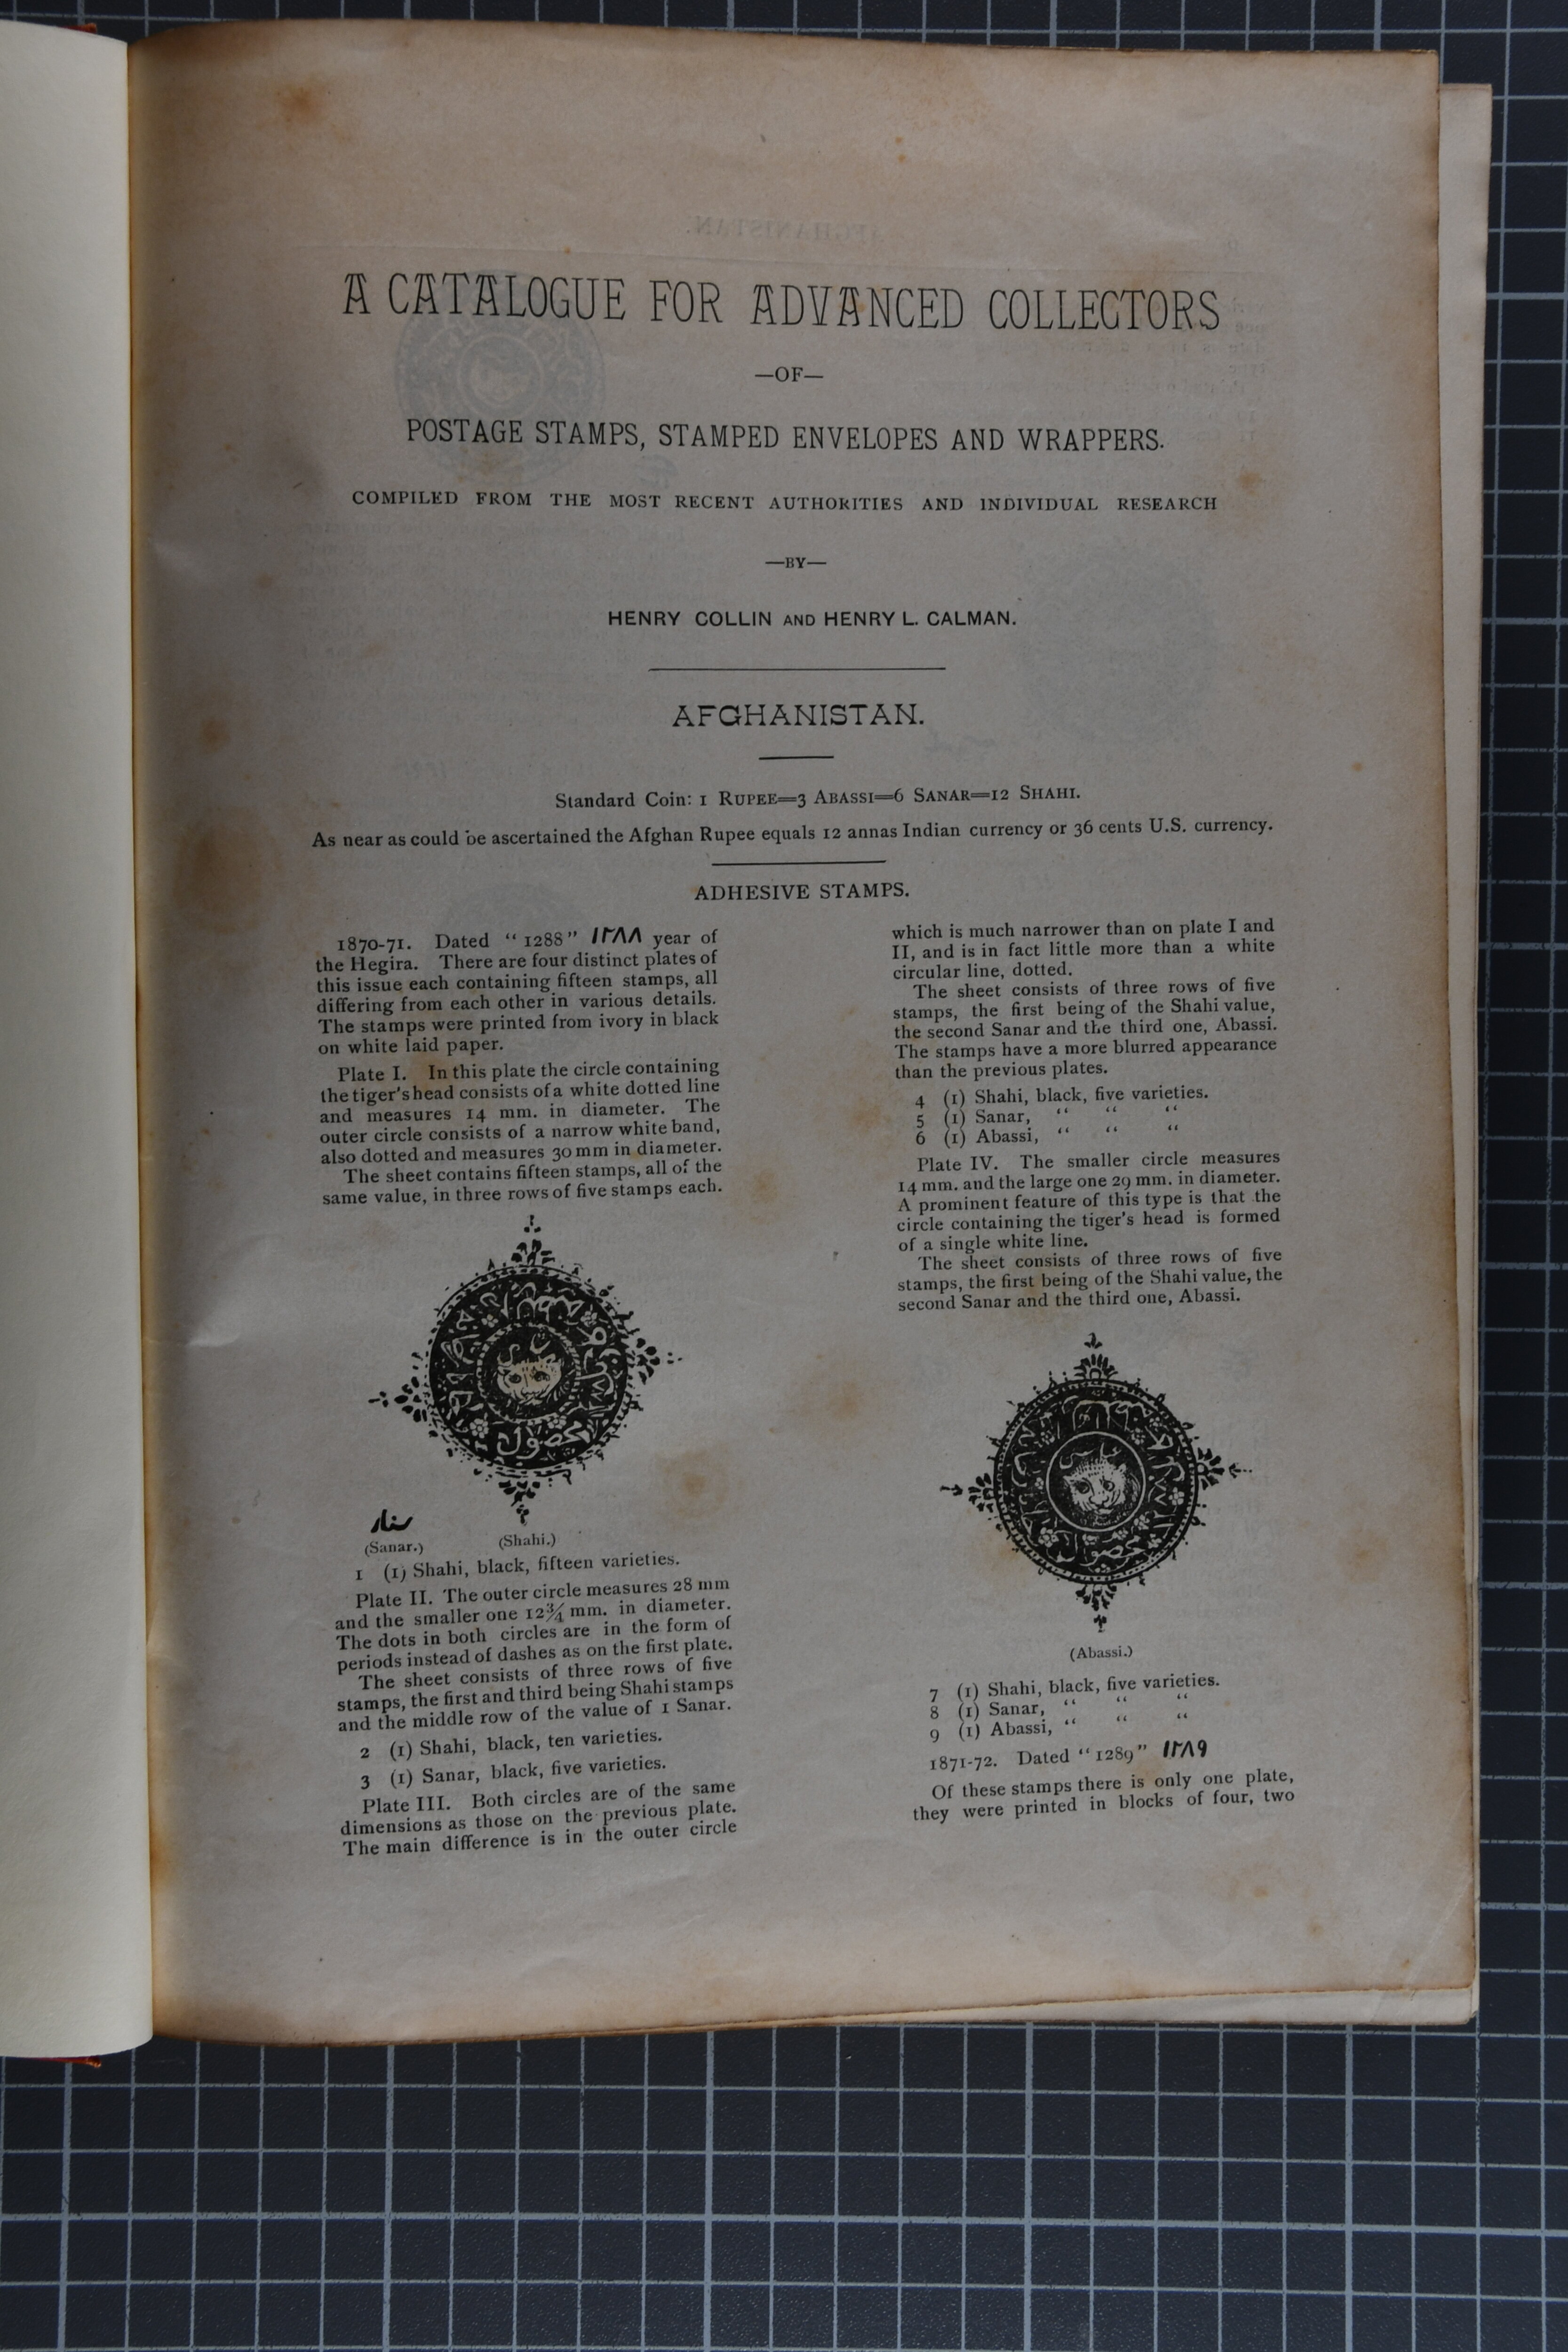 A CATALOGUE FOR ADVANCED COLLECTORS
—OF—
POSTAGE STAMPS, STAMPED ENVELOPES AND WRAPPERS.
COMPILED FROM THE MOST RECENT AUTHORITIES AND INDIVIDUAL RESEARCH
—BY—
HENRY COLLIN AND HENRY L. CALMAN.
AFGHANISTAN.
Standard Coin: 1 RUPEE=3 ABASSI=6 SANAR=12 SHAHI.
As near as could be ascertained the Afghan Rupee equals 12 annas Indian currency or 36 cents U.S. currency.
ADHESIVE STAMPS.
1870-71. Dated “1288” ١٢٨٨ year of
the Hegira. There are four distinct plates of
this issue each containing fifteen stamps, all
differing from each other in various details.
The stamps were printed from ivory in black
on white laid paper.
Plate I. In this plate the circle containing
the tiger's head consists of a white dotted line
and measures 14 mm. in diameter. The
outer circle consists of a narrow white band,
also dotted and measures 30 mm in diameter.
The sheet contains fifteen stamps, all of the
same value, in three rows of five stamps each.
سنار
(Sanar.) (Shahi.)
1 (1) Shahi, black, fifteen varieties.
Plate II. The outer circle measures 28 mm
and the smaller one 12¾ mm. in diameter.
The dots in both circles are in the form of
periods instead of dashes as on the first plate.
The sheet consists of three rows of five
stamps, the first and third being Shahi stamps
and the middle row of the value of 1 Sanar.
2 (1) Shahi, black, ten varieties.
3 (1) Sanar, black, five varieties.
Plate III. Both circles are of the same
dimensions as those on the previous plate.
The main difference is in the outer circle
which is much narrower than on plate I and
II, and is in fact little more than a white
circular line, dotted.
The sheet consists of three rows of five
stamps, the first being of the Shahi value,
the second Sanar and the third one, Abassi.
The stamps have a more blurred appearance
than the previous plates.
4 (1) Shahi, black, five varieties.
5 (1) Sanar, “ “ “
6 (1) Abassi, “ “ “
Plate IV. The smaller circle measures
14 mm. and the large one 29 mm. in diameter.
A prominent feature of this type is that the
circle containing the tiger's head is formed
of a single white line.
The sheet consists of three rows of five
stamps, the first being of the Shahi value, the
second Sanar and the third one, Abassi.
(Abassi.)
7 (1) Shahi, black, five varieties.
8 (1) Sanar, “ “ “
9 (1) Abassi, “ “ “
1871-72. Dated “1289” ١٢٨٩
Of these stamps there is only one plate,
they were printed in blocks of four, two